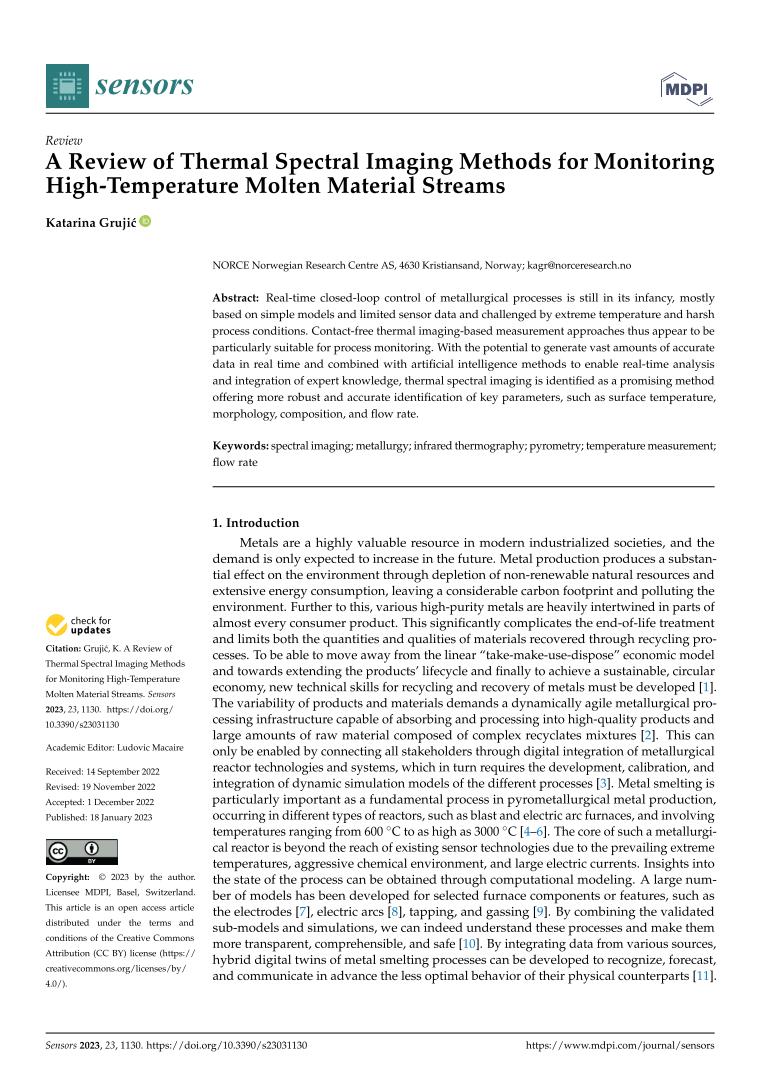 sensors
MDPI
Review
A Review of Thermal Spectral Imaging Methods for Monitoring
High-Temperature Molten Material Streams
Katarina Grujić
NORCE Norwegian Research Centre AS, 4630 Kristiansand, Norway; kagr@norceresearch.no
Abstract: Real-time closed-loop control of metallurgical processes is still in its infancy, mostly
based on simple models and limited sensor data and challenged by extreme temperature and harsh
process conditions. Contact-free thermal imaging-based measurement approaches thus appear to be
particularly suitable for process monitoring. With the potential to generate vast amounts of accurate
data in real time and combined with artificial intelligence methods to enable real-time analysis
and integration of expert knowledge, thermal spectral imaging is identified as a promising method
offering more robust and accurate identification of key parameters, such as surface temperature,
morphology, composition, and flow rate.
Keywords: spectral imaging; metallurgy; infrared thermography; pyrometry; temperature measurement;
flow rate
1. Introduction
Metals are a highly valuable resource in modern industrialized societies, and the
demand is only expected to increase in the future. Metal production produces a substan-
tial effect on the environment through depletion of non-renewable natural resources and
extensive energy consumption, leaving a considerable carbon footprint and polluting the
environment. Further to this, various high-purity metals are heavily intertwined in parts of
almost every consumer product. This significantly complicates the end-of-life treatment
and limits both the quantities and qualities of materials recovered through recycling pro-
cesses. To be able to move away from the linear “take-make-use-dispose” economic model
and towards extending the products’ lifecycle and finally to achieve a sustainable, circular
economy, new technical skills for recycling and recovery of metals must be developed [1].
The variability of products and materials demands a dynamically agile metallurgical pro-
cessing infrastructure capable of absorbing and processing into high-quality products and
large amounts of raw material composed of complex recyclates mixtures [2]. This can
only be enabled by connecting all stakeholders through digital integration of metallurgical
reactor technologies and systems, which in turn requires the development, calibration, and
integration of dynamic simulation models of the different processes [3]. Metal smelting is
particularly important as a fundamental process in pyrometallurgical metal production,
occurring in different types of reactors, such as blast and electric arc furnaces, and involving
temperatures ranging from 600 °C to as high as 3000 °C [4–6]. The core of such a metallurgi-
cal reactor is beyond the reach of existing sensor technologies due to the prevailing extreme
temperatures, aggressive chemical environment, and large electric currents. Insights into
the state of the process can be obtained through computational modeling. A large num-
ber of models has been developed for selected furnace components or features, such as
the electrodes [7], electric arcs [8], tapping, and gassing [9]. By combining the validated
sub-models and simulations, we can indeed understand these processes and make them
more transparent, comprehensible, and safe [10]. By integrating data from various sources,
hybrid digital twins of metal smelting processes can be developed to recognize, forecast,
and communicate in advance the less optimal behavior of their physical counterparts [11].
check for
updates
Citation: Grujić, K. A Review of
Thermal Spectral Imaging Methods
for Monitoring High-Temperature
Molten Material Streams. Sensors
2023, 23, 1130. https://doi.org/
10.3390/s23031130
Academic Editor: Ludovic Macaire
Received: 14 September 2022
Revised: 19 November 2022
Accepted: 1 December 2022
Published: 18 January 2023
CC BY
Copyright: © 2023 by the author.
Licensee MDPI, Basel, Switzerland.
This article is an open access article
distributed under the terms and
conditions of the Creative Commons
Attribution (CC BY) license (https://
creativecommons.org/licenses/by/
4.0/).
Sensors 2023, 23, 1130. https://doi.org/10.3390/s23031130
https://www.mdpi.com/journal/sensors